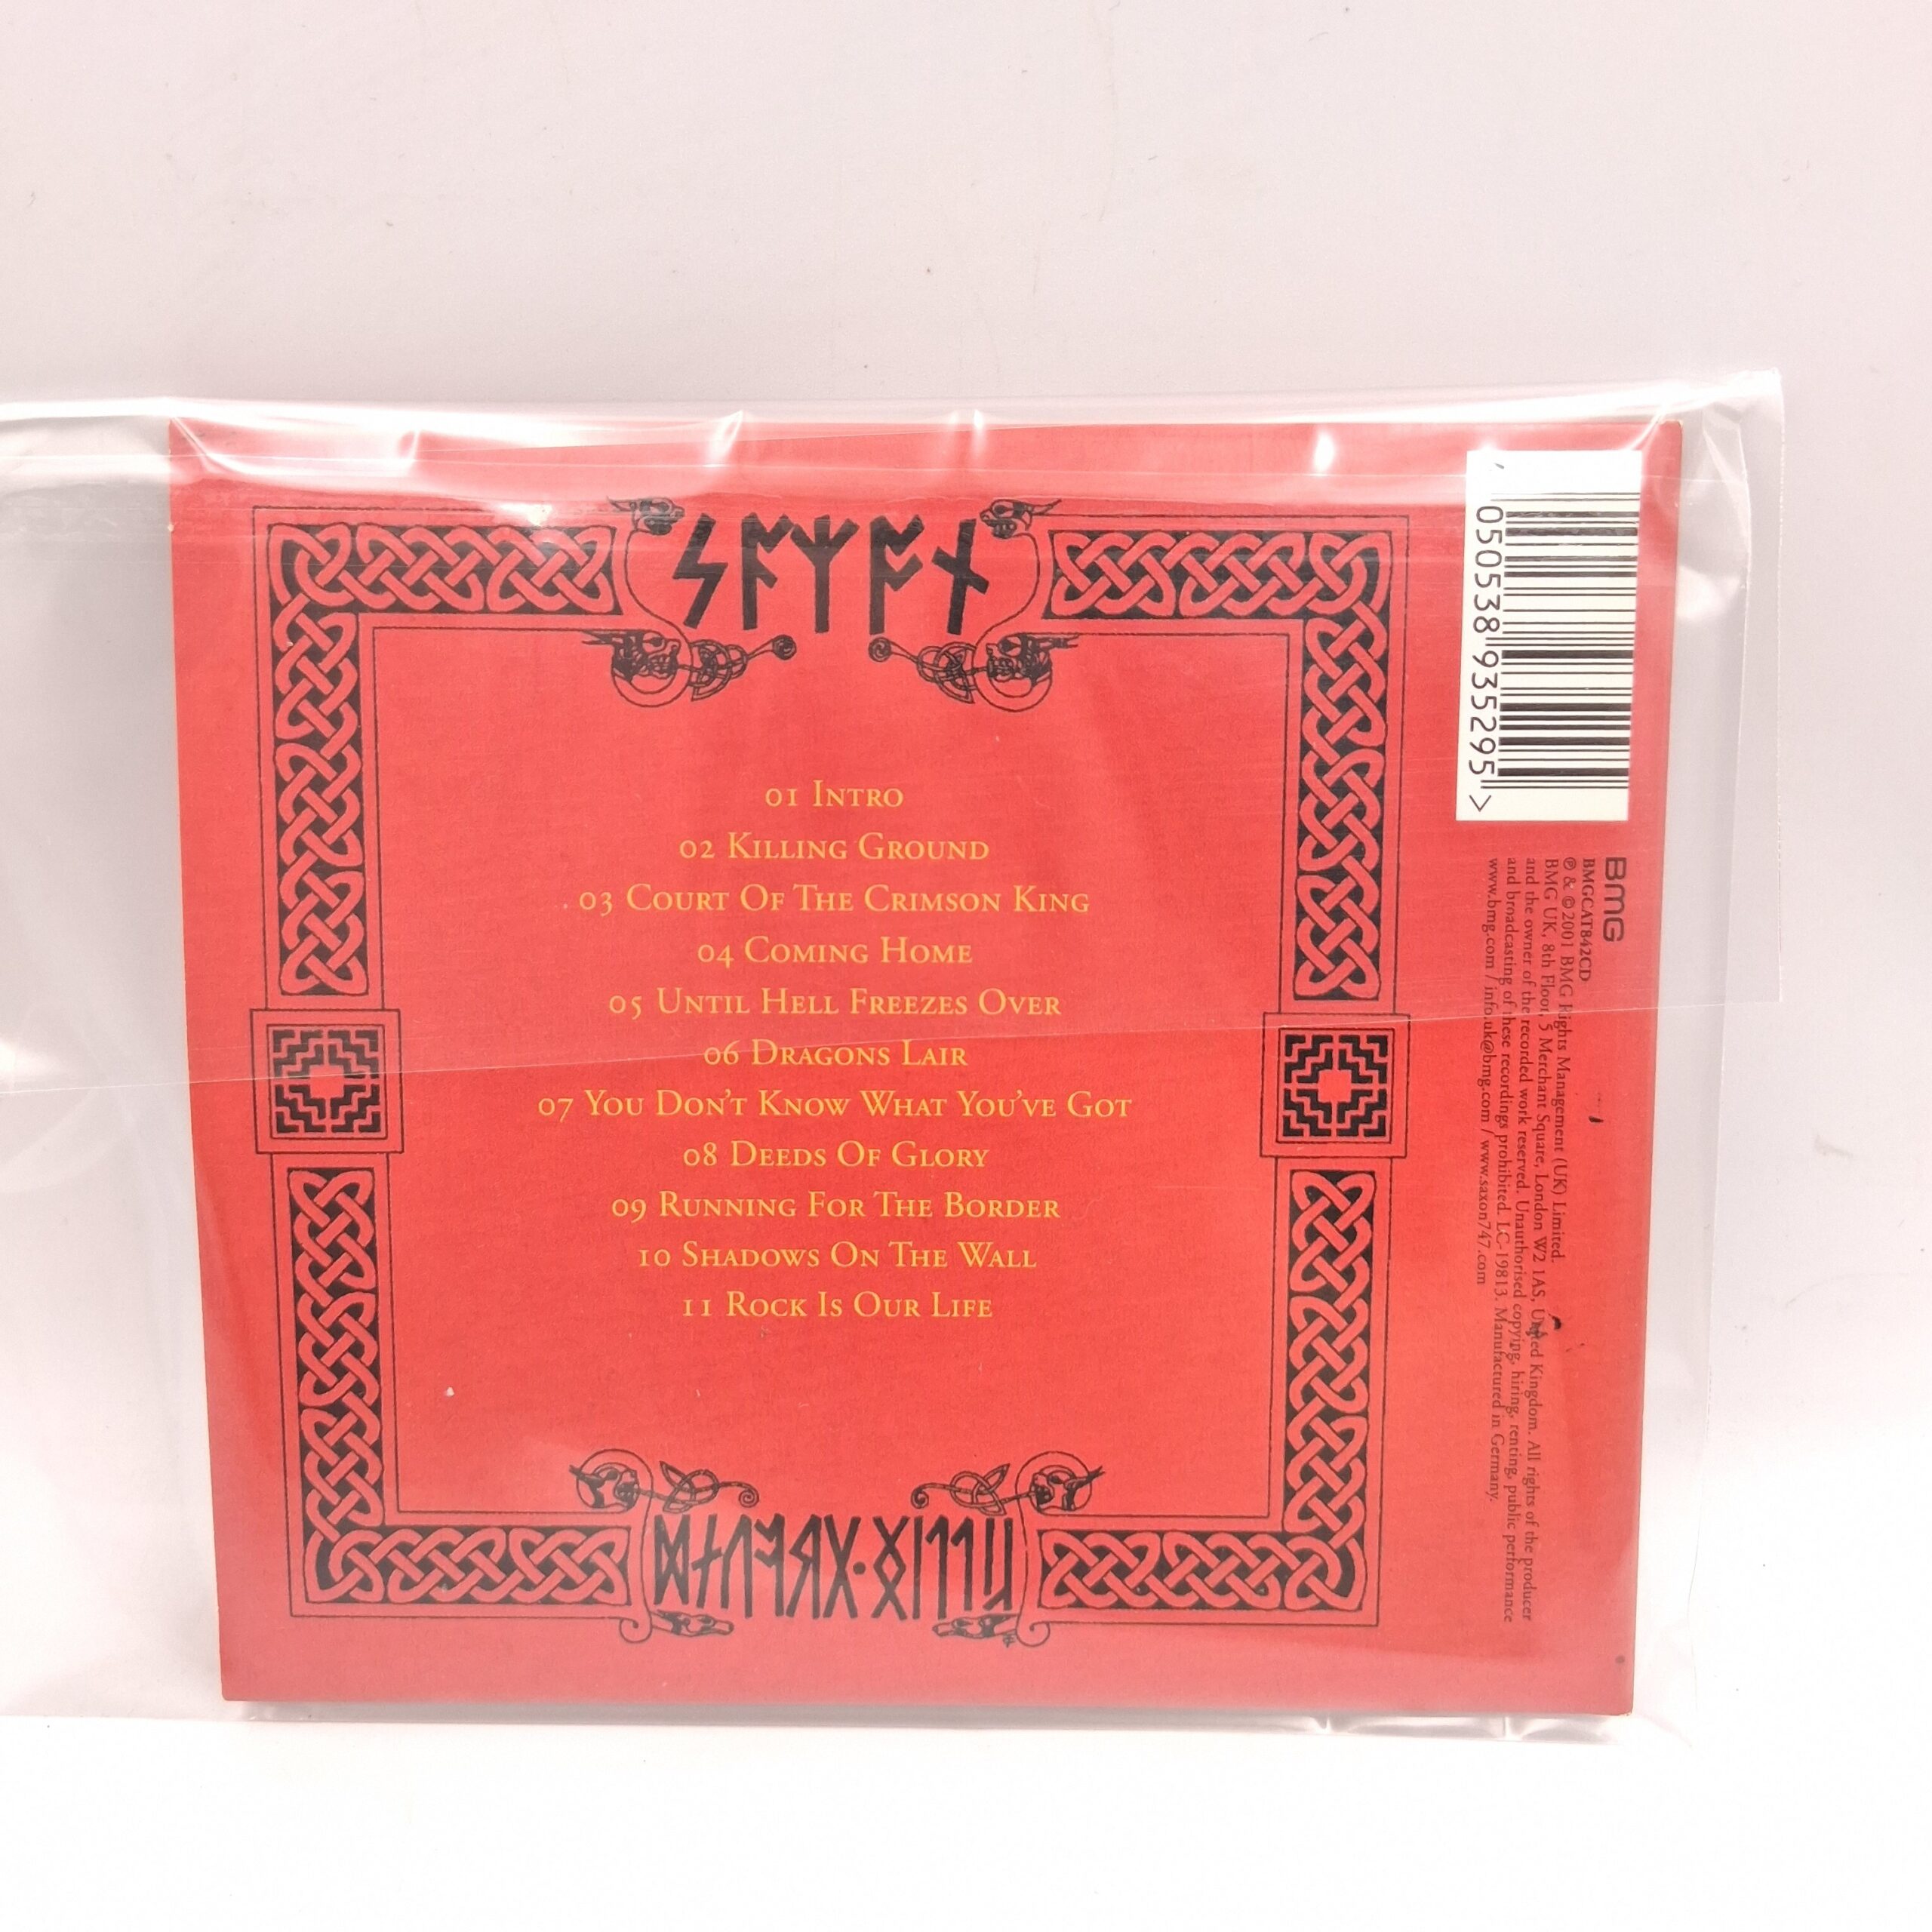 01 Intro
02 Killing Ground
03 Court Of The Crimson King
04 Coming Home
05 Until Hell Freezes Over
06 Dragons Lair
07 You Don't Know What You've Got
08 Deeds Of Glory
09 Running For The Border
10 Shadows On The Wall
11 Rock Is Our Life
050538 935295 >
BMG
BMGCAT842CD
℗ & © 2001 BMG Rights Management (UK) Limited.
BMG UK, 8th Floor, 5 Merchant Square, London W2 1AS, United Kingdom. All rights of the producer
and the owner of the recorded work reserved. Unauthorised copying, hiring, renting, public performance
and broadcasting of these recordings prohibited. LC-19813. Manufactured in Germany.
www.bmg.com / info.uk@bmg.com / www.saxon747.com